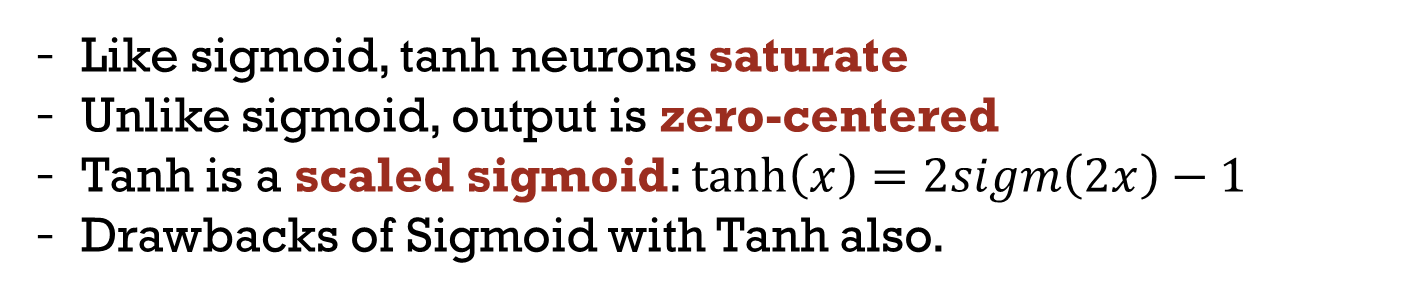 - Like sigmoid, tanh neurons saturate
- Unlike sigmoid, output is zero-centered
- Tanh is a scaled sigmoid: tanh(x) = 2sigm(2x) − 1
- Drawbacks of Sigmoid with Tanh also.